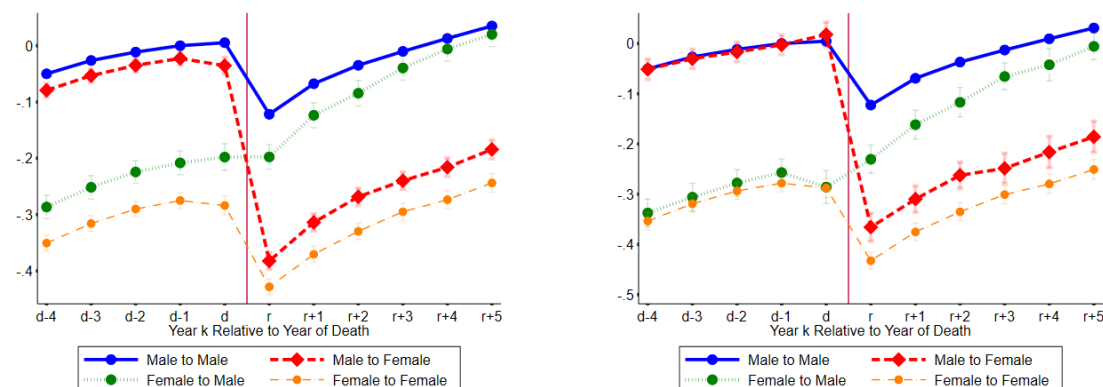 0
-.1
-.2
-.3
-.4
d-4 d-3 d-2 d-1 d r r+1 r+2 r+3 r+4 r+5
Year k Relative to Year of Death
Male to Male Male to Female
Female to Male Female to Female
0
-.1
-.2
-.3
-.4
-.5
d-4 d-3 d-2 d-1 d r r+1 r+2 r+3 r+4 r+5
Year k Relative to Year of Death
Male to Male Male to Female
Female to Male Female to Female